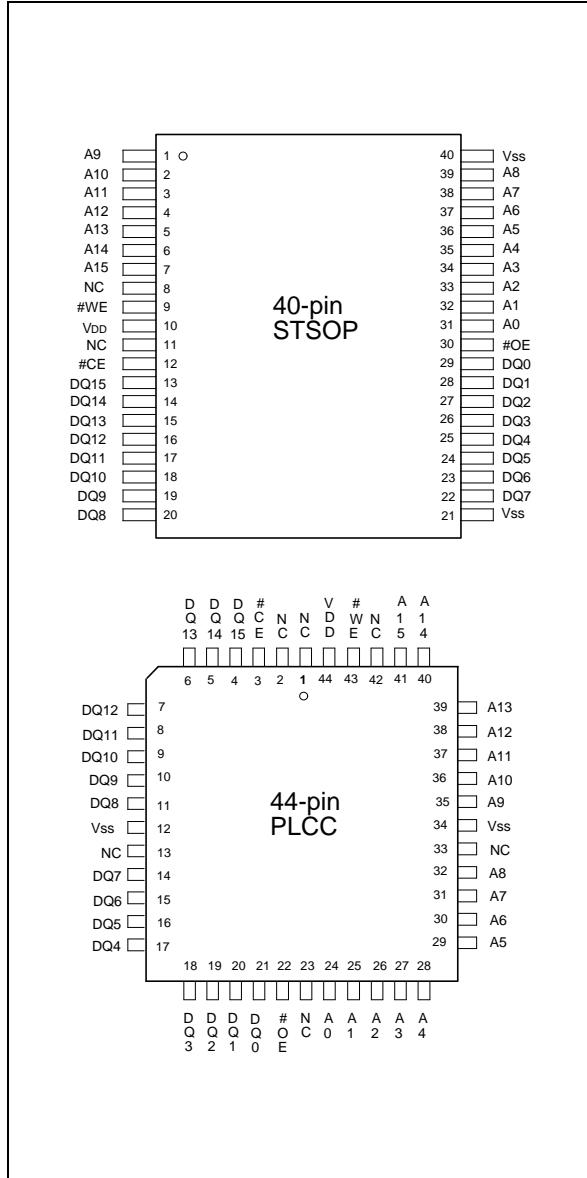 A9 1 40 Vss
A10 2 39 A8
A11 3 38 A7
A12 4 37 A6
A13 5 36 A5
A14 6 35 A4
A15 7 34 A3
NC 8 33 A2
#WE 9 32 A1
VDD 10 31 A0
NC 11 30 #OE
#CE 12 29 DQ0
DQ15 13 28 DQ1
DQ14 14 27 DQ2
DQ13 15 26 DQ3
DQ12 16 25 DQ4
DQ11 17 24 DQ5
DQ10 18 23 DQ6
DQ9 19 22 DQ7
DQ8 20 21 Vss
40-pin
STSOP
DQ13 DQ14 DQ15 #CE NC NC VDD #WE NC A15 A14
6 5 4 3 2 1 44 43 42 41 40
DQ12 7 39 A13
DQ11 8 38 A12
DQ10 9 37 A11
DQ9 10 36 A10
DQ8 11 35 A9
Vss 12 34 Vss
NC 13 33 NC
DQ7 14 32 A8
DQ6 15 31 A7
DQ5 16 30 A6
DQ4 17 29 A5
44-pin
PLCC
18 19 20 21 22 23 24 25 26 27 28
DQ3 DQ2 DQ1 DQ0 #OE NC A0 A1 A2 A3 A4